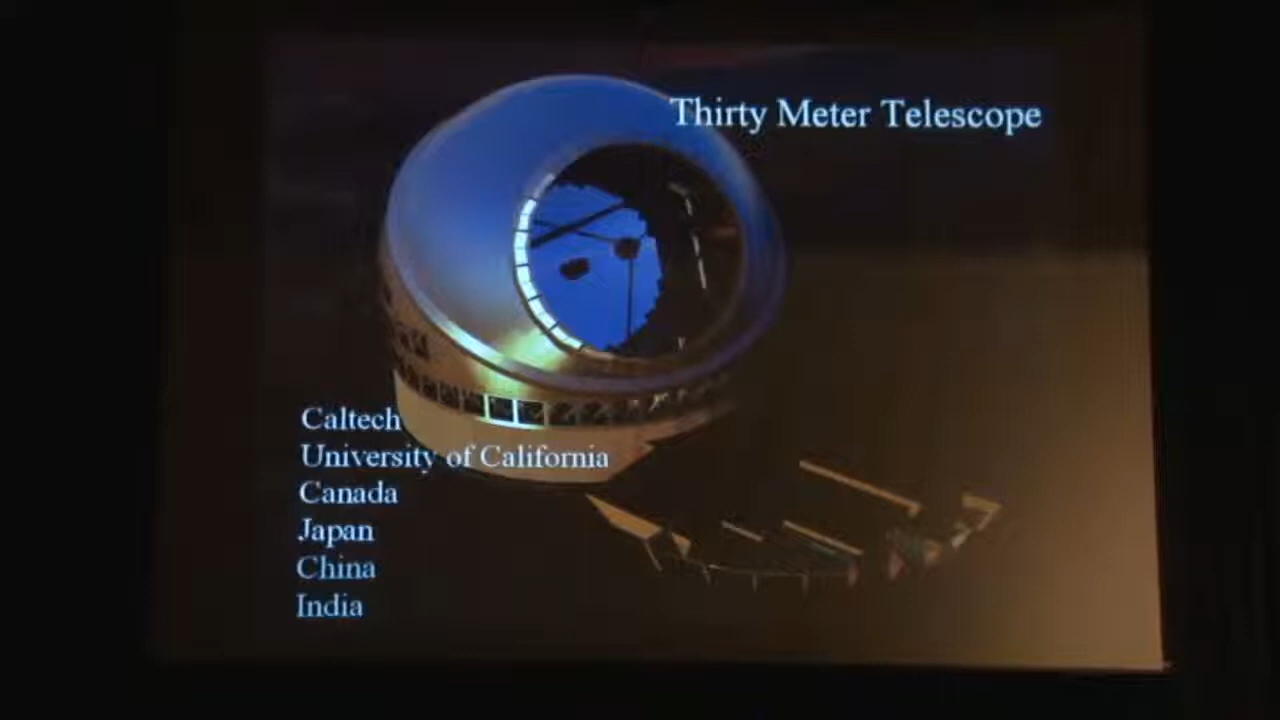 Thirty Meter Telescope
Caltech
University of California
Canada
Japan
China
India